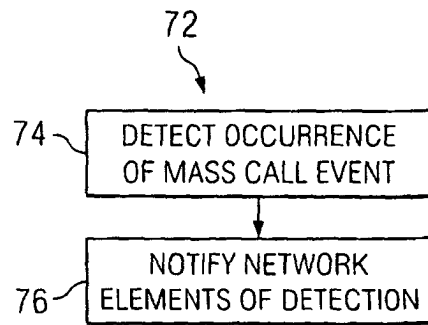 72
74
DETECT OCCURRENCE
OF MASS CALL EVENT
76
NOTIFY NETWORK
ELEMENTS OF DETECTION